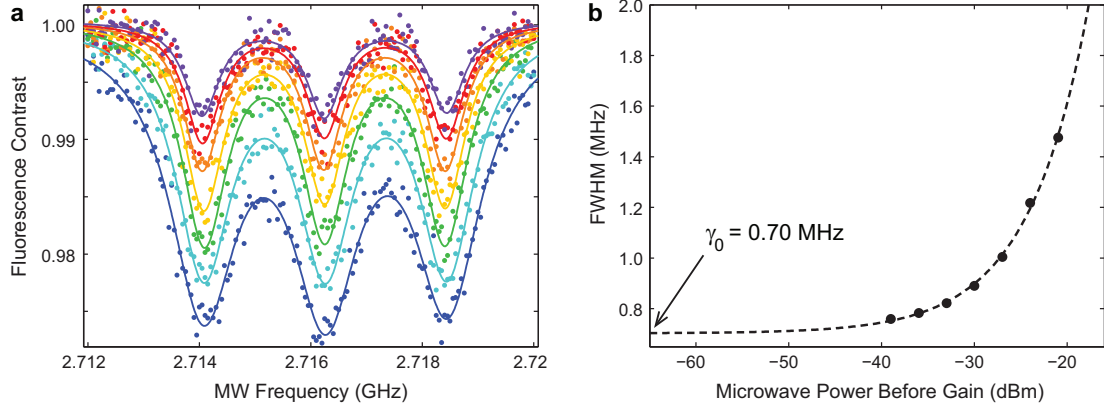 a
1.00
0.99
0.98
Fluorescence Contrast
2.712 2.714 2.716 2.718 2.72
MW Frequency (GHz)
b
2.0
1.8
1.6
1.4
1.2
1.0
0.8
FWHM (MHz)
γ0 = 0.70 MHz
−60 −50 −40 −30 −20
Microwave Power Before Gain (dBm)